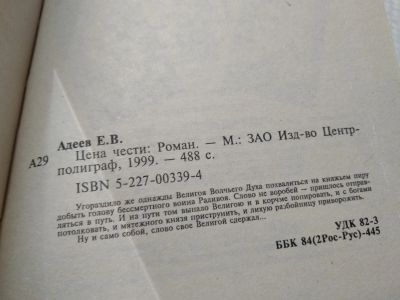 Адеев Е.В.
А29 Цена чести: Роман. — М.: ЗАО Изд-во Центр-
полиграф, 1999. — 488 с.
ISBN 5-227-00339-4
Угораздило же однажды Велигоя Волчьего Духа похвалиться на княжьем пиру
добыть голову бессмертного воина Радивоя. Слово не воробей — пришлось отправ-
ляться в путь. И на пути том выпало Велигою и в корчме попировать, и с богами
потолковать, и мятежного князя приструнить, и лихую разбойницу приворожить.
Ну и само собой, слово свое Велигой сдержал...
УДК 82-3
ББК 84(2Рос-Рус)-445